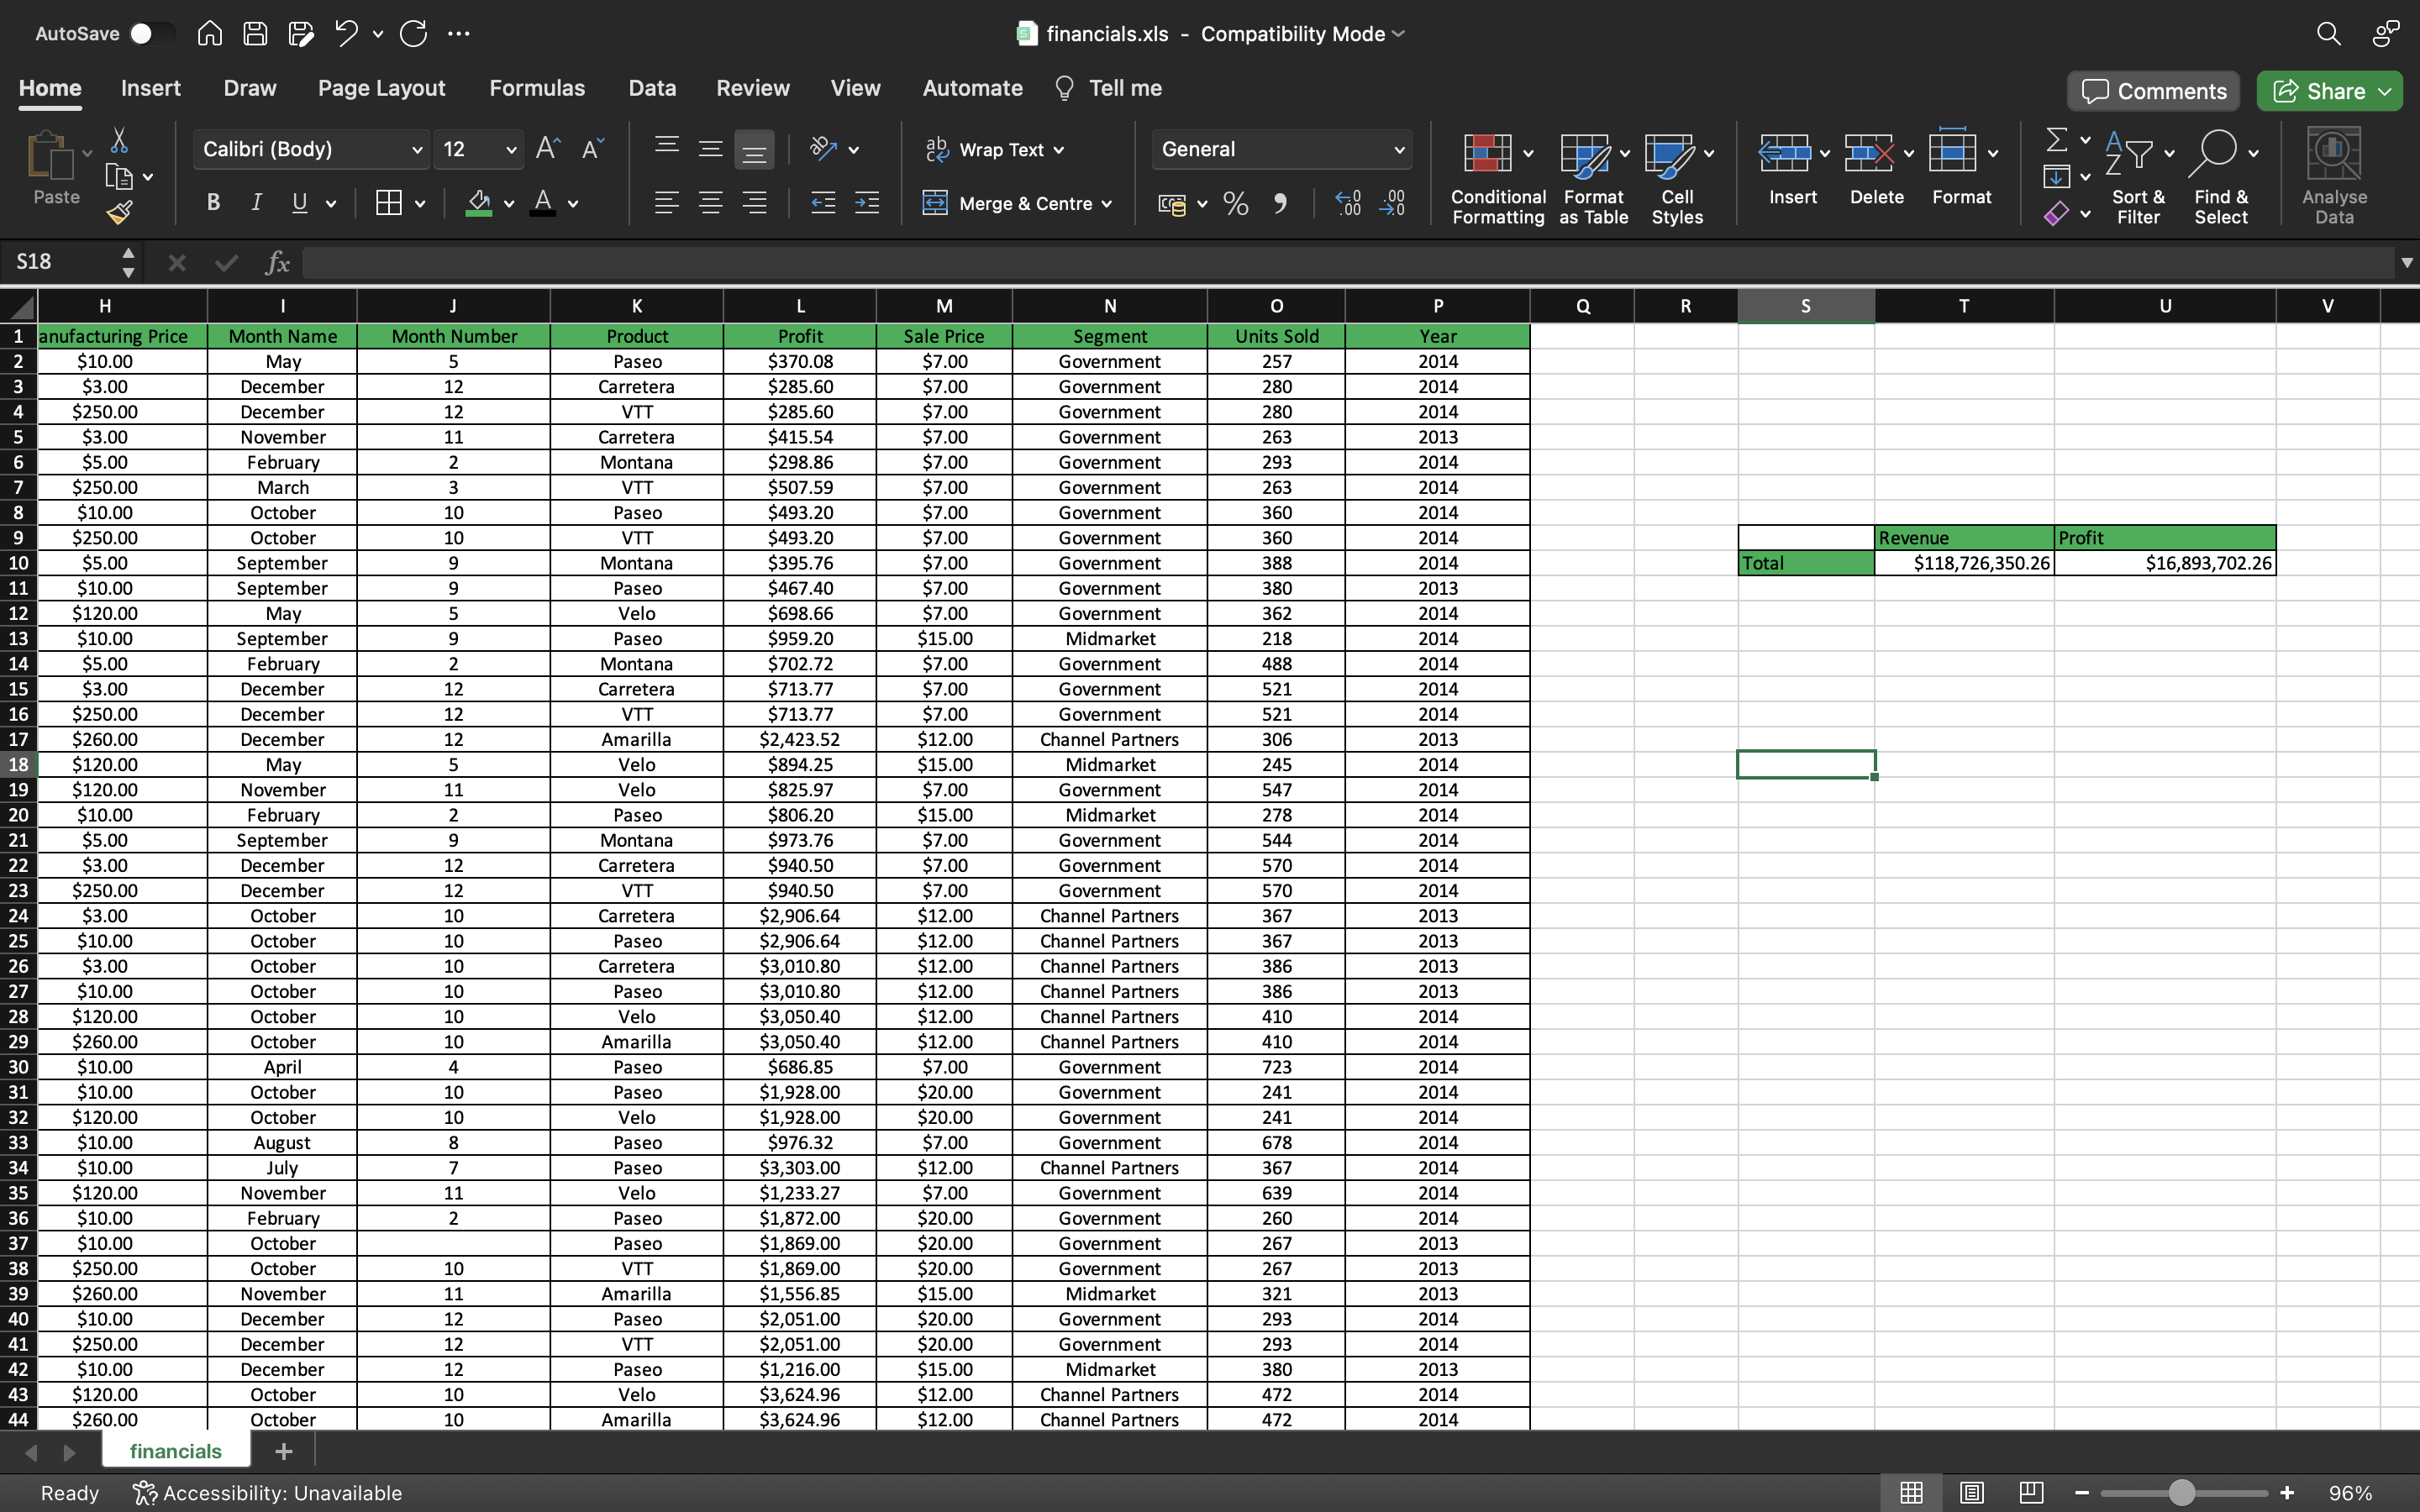 AutoSave
financials.xls - Compatibility Mode
Home Insert Draw Page Layout Formulas Data Review View Automate Tell me Comments Share
Paste Calibri (Body) 12 Wrap Text General Conditional Formatting Format as Table Cell Styles Insert Delete Format Sort & Filter Find & Select Analyse Data
B I U Merge & Centre
S18 fx
H I J K L M N O P Q R S T U V
1 anufacturing Price Month Name Month Number Product Profit Sale Price Segment Units Sold Year
2 $10.00 May 5 Paseo $370.08 $7.00 Government 257 2014
3 $3.00 December 12 Carretera $285.60 $7.00 Government 280 2014
4 $250.00 December 12 VTT $285.60 $7.00 Government 280 2014
5 $3.00 November 11 Carretera $415.54 $7.00 Government 263 2013
6 $5.00 February 2 Montana $298.86 $7.00 Government 293 2014
7 $250.00 March 3 VTT $507.59 $7.00 Government 263 2014
8 $10.00 October 10 Paseo $493.20 $7.00 Government 360 2014
9 $250.00 October 10 VTT $493.20 $7.00 Government 360 2014 Revenue Profit
10 $5.00 September 9 Montana $395.76 $7.00 Government 388 2014 Total $118,726,350.26 $16,893,702.26
11 $10.00 September 9 Paseo $467.40 $7.00 Government 380 2013
12 $120.00 May 5 Velo $698.66 $7.00 Government 362 2014
13 $10.00 September 9 Paseo $959.20 $15.00 Midmarket 218 2014
14 $5.00 February 2 Montana $702.72 $7.00 Government 488 2014
15 $3.00 December 12 Carretera $713.77 $7.00 Government 521 2014
16 $250.00 December 12 VTT $713.77 $7.00 Government 521 2014
17 $260.00 December 12 Amarilla $2,423.52 $12.00 Channel Partners 306 2013
18 $120.00 May 5 Velo $894.25 $15.00 Midmarket 245 2014
19 $120.00 November 11 Velo $825.97 $7.00 Government 547 2014
20 $10.00 February 2 Paseo $806.20 $15.00 Midmarket 278 2014
21 $5.00 September 9 Montana $973.76 $7.00 Government 544 2014
22 $3.00 December 12 Carretera $940.50 $7.00 Government 570 2014
23 $250.00 December 12 VTT $940.50 $7.00 Government 570 2014
24 $3.00 October 10 Carretera $2,906.64 $12.00 Channel Partners 367 2013
25 $10.00 October 10 Paseo $2,906.64 $12.00 Channel Partners 367 2013
26 $3.00 October 10 Carretera $3,010.80 $12.00 Channel Partners 386 2013
27 $10.00 October 10 Paseo $3,010.80 $12.00 Channel Partners 386 2013
28 $120.00 October 10 Velo $3,050.40 $12.00 Channel Partners 410 2014
29 $260.00 October 10 Amarilla $3,050.40 $12.00 Channel Partners 410 2014
30 $10.00 April 4 Paseo $686.85 $7.00 Government 723 2014
31 $10.00 October 10 Paseo $1,928.00 $20.00 Government 241 2014
32 $120.00 October 10 Velo $1,928.00 $20.00 Government 241 2014
33 $10.00 August 8 Paseo $976.32 $7.00 Government 678 2014
34 $10.00 July 7 Paseo $3,303.00 $12.00 Channel Partners 367 2014
35 $120.00 November 11 Velo $1,233.27 $7.00 Government 639 2014
36 $10.00 February 2 Paseo $1,872.00 $20.00 Government 260 2014
37 $10.00 October Paseo $1,869.00 $20.00 Government 267 2013
38 $250.00 October 10 VTT $1,869.00 $20.00 Government 267 2013
39 $260.00 November 11 Amarilla $1,556.85 $15.00 Midmarket 321 2013
40 $10.00 December 12 Paseo $2,051.00 $20.00 Government 293 2014
41 $250.00 December 12 VTT $2,051.00 $20.00 Government 293 2014
42 $10.00 December 12 Paseo $1,216.00 $15.00 Midmarket 380 2013
43 $120.00 October 10 Velo $3,624.96 $12.00 Channel Partners 472 2014
44 $260.00 October 10 Amarilla $3,624.96 $12.00 Channel Partners 472 2014
financials +
Ready Accessibility: Unavailable 96%